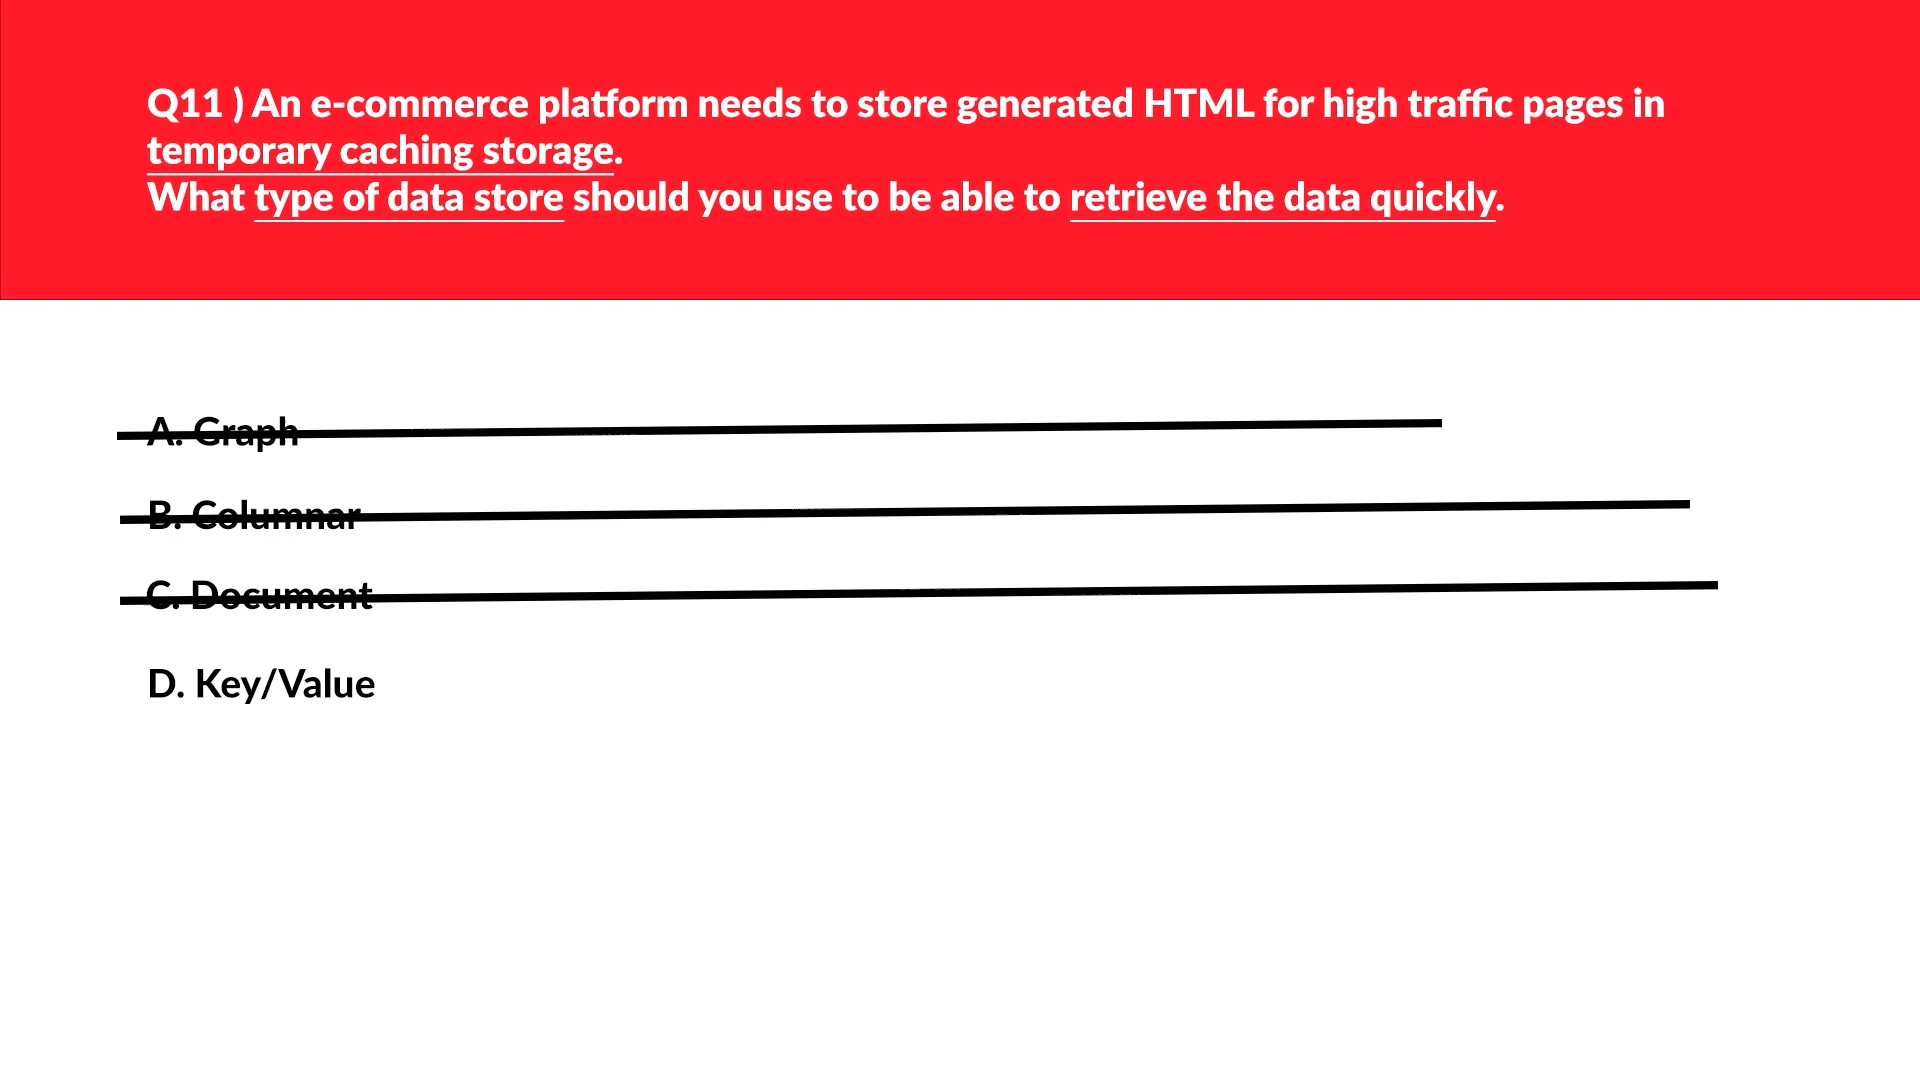 Q11 ) An e-commerce platform needs to store generated HTML for high traffic pages in
temporary caching storage.
What type of data store should you use to be able to retrieve the data quickly.
A. Graph
B. Columnar
C. Document
D. Key/Value